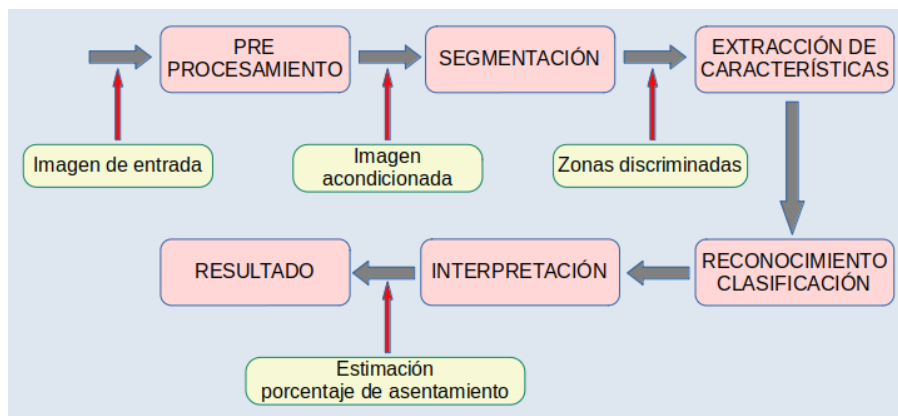 PRE
PROCESAMIENTO
SEGMENTACIÓN
EXTRACCIÓN DE
CARACTERÍSTICAS
Imagen de entrada
Imagen
acondicionada
Zonas discriminadas
RECONOCIMIENTO
CLASIFICACIÓN
INTERPRETACIÓN
RESULTADO
Estimación
porcentaje de asentamiento